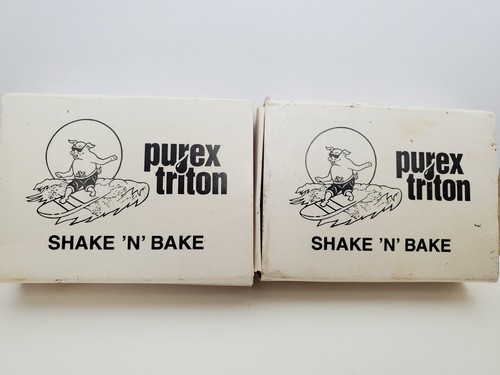 purex
triton
SHAKE 'N' BAKE
purex
triton
SHAKE 'N' BAKE